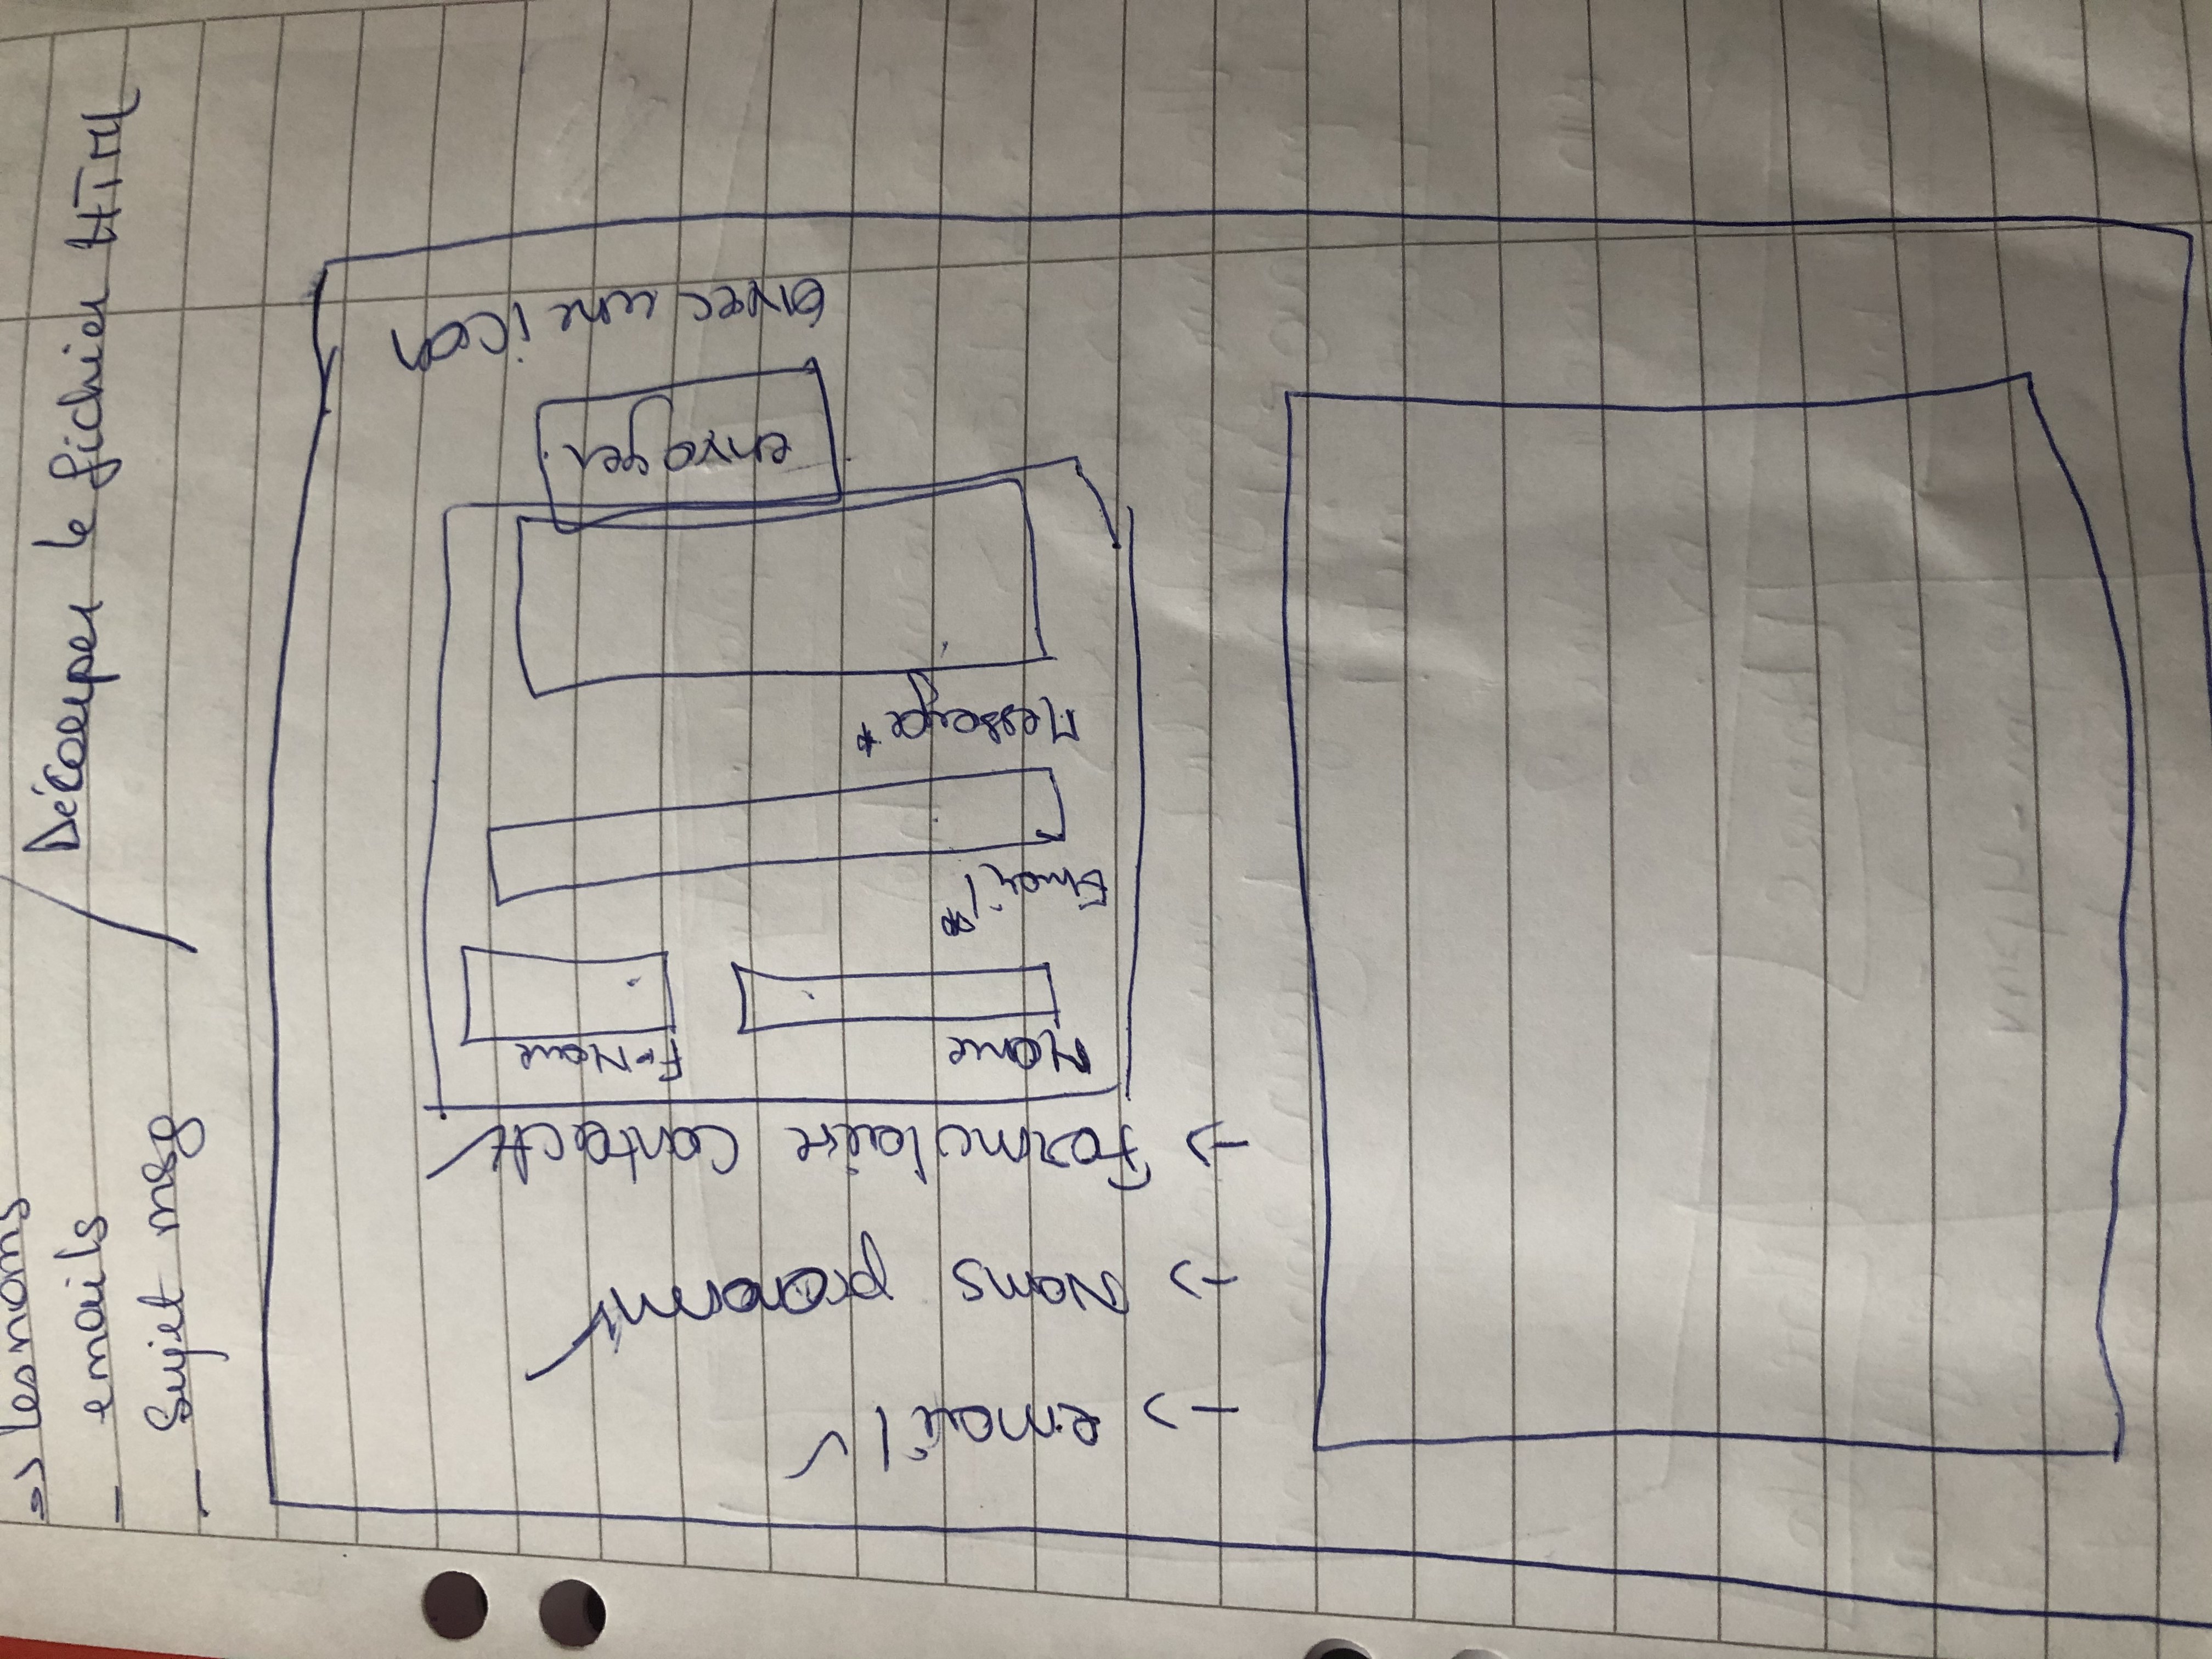 => les noms
- emails
- Sujet msg
Découper le fichier HTML
-> email
-> Noms prenom
-> Formulaire Contact
Name
F.Name
Email*
Message*
envoyer
avec une icon